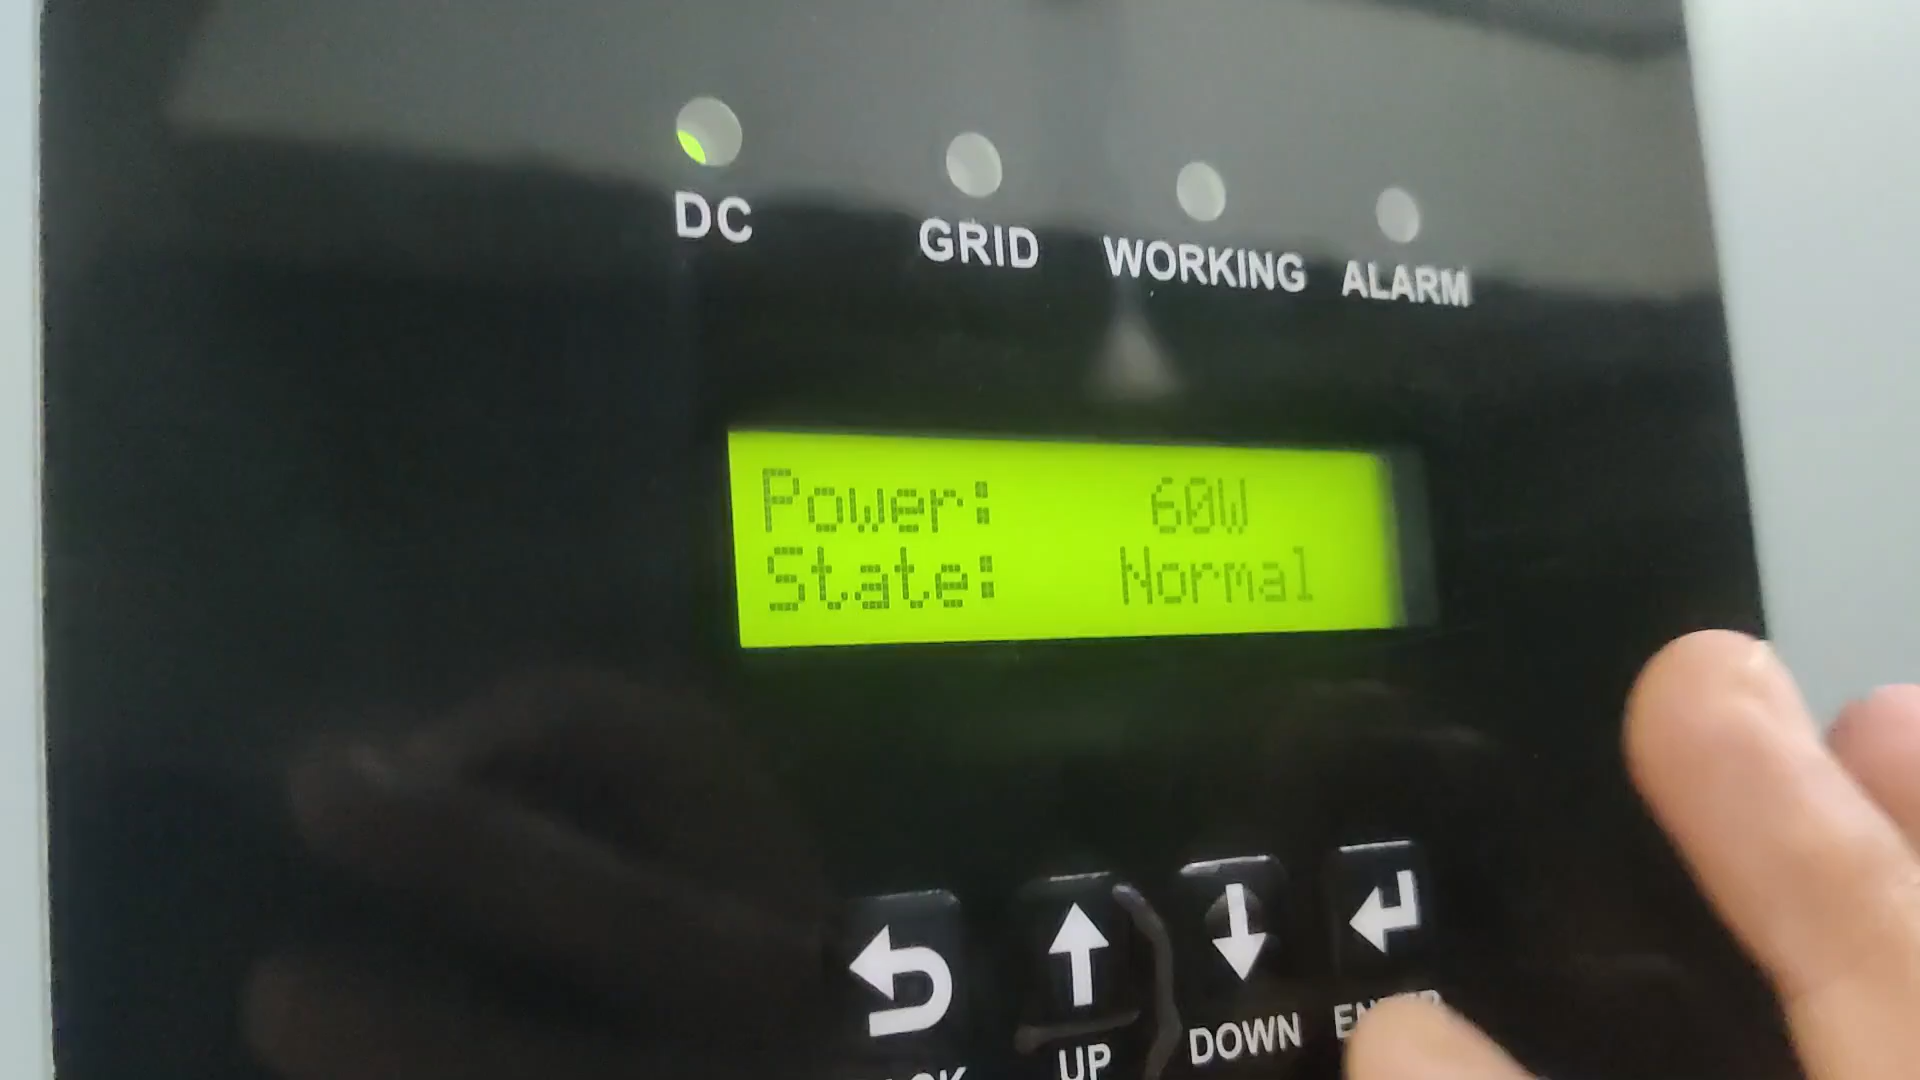 DC
GRID
WORKING
ALARM
Power: 60W
State: Normal
UP
DOWN